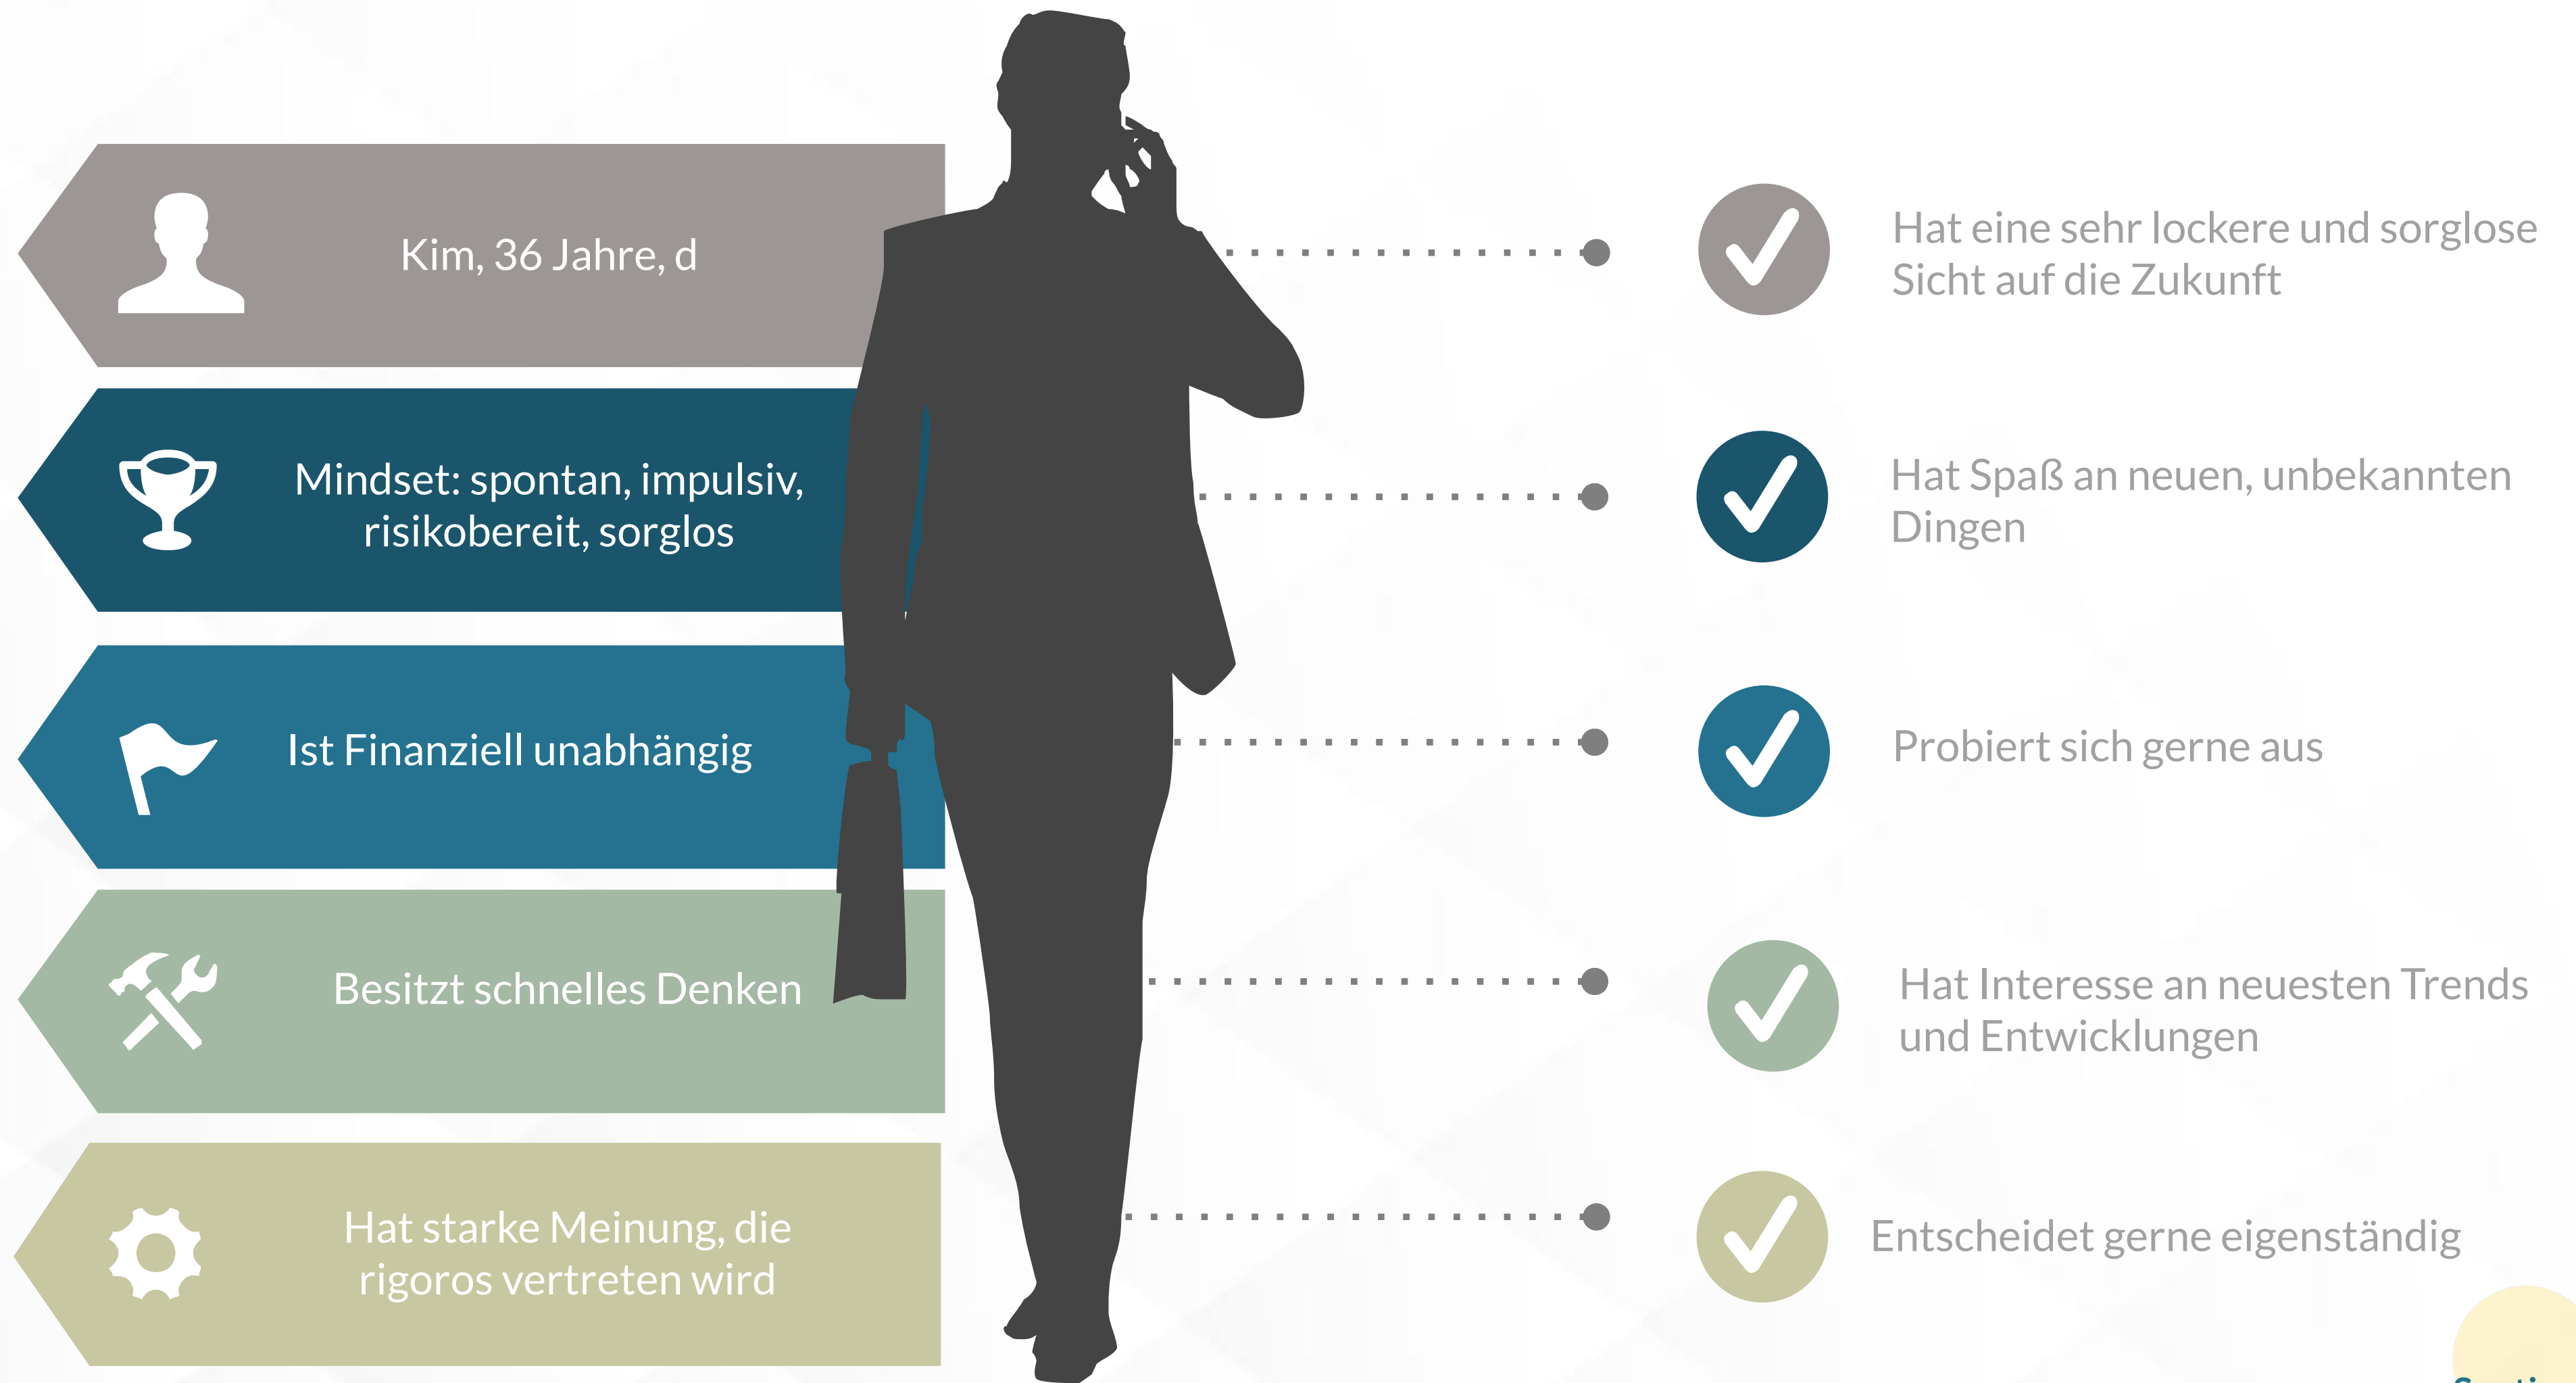 Kim, 36 Jahre, d
Hat eine sehr lockere und sorglose
Sicht auf die Zukunft
Mindset: spontan, impulsiv,
risikobereit, sorglos
Hat Spaß an neuen, unbekannten
Dingen
Ist Finanziell unabhängig
Probiert sich gerne aus
Besitzt schnelles Denken
Hat Interesse an neuesten Trends
und Entwicklungen
Hat starke Meinung, die
rigoros vertreten wird
Entscheidet gerne eigenständig